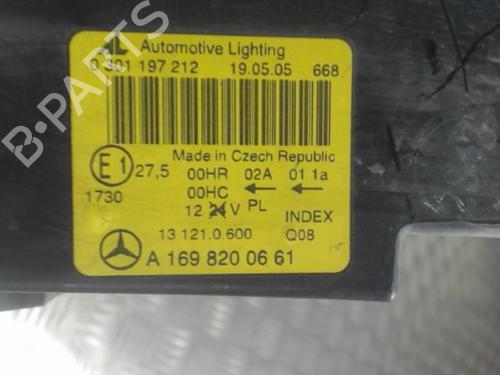 AL Automotive Lighting
0 301 197 212 19.05.05 668
Made in Czech Republic
E1 27,5 00HR 02A 01 1a
1730 00HC ← ←
12 24 V PL INDEX
13 121.0.600 Q08
A 169 820 06 61
B-PARTS